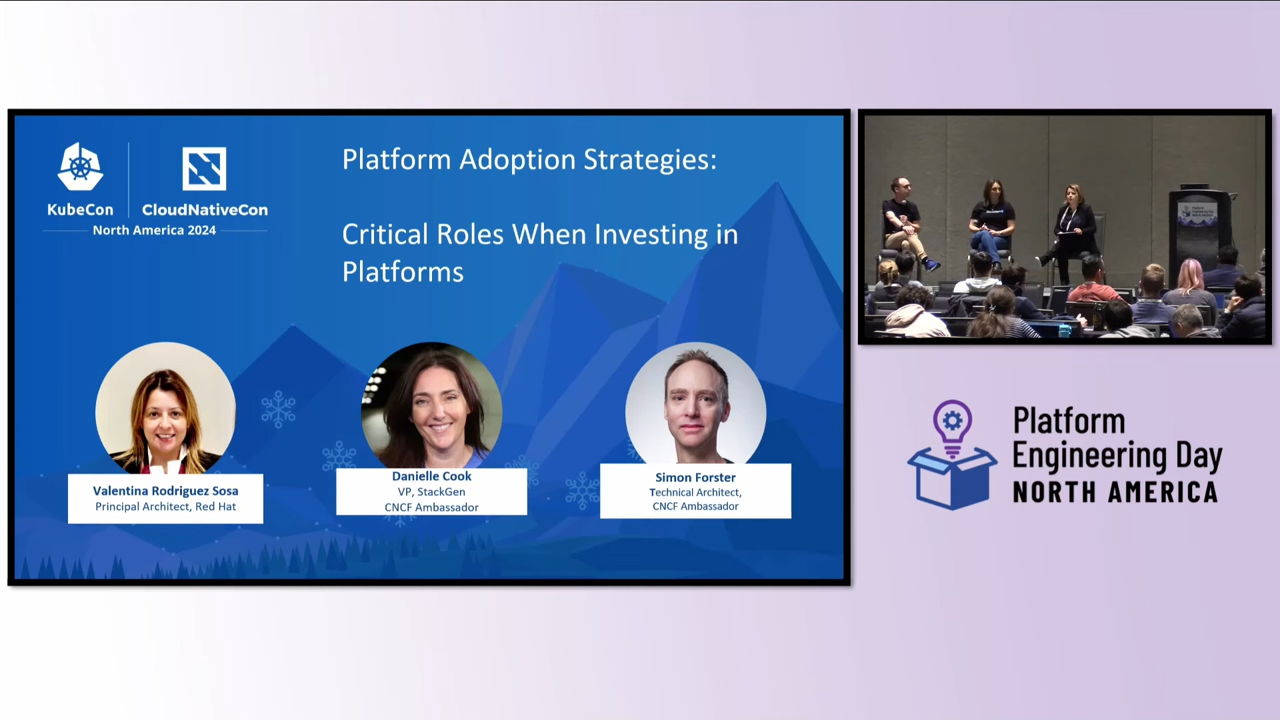 KubeCon
CloudNativeCon
North America 2024
Platform Adoption Strategies:
Critical Roles When Investing in
Platforms
Valentina Rodriguez Sosa
Principal Architect, Red Hat
Danielle Cook
VP, StackGen
CNCF Ambassador
Simon Forster
Technical Architect,
CNCF Ambassador
Platform
Engineering Day
NORTH AMERICA